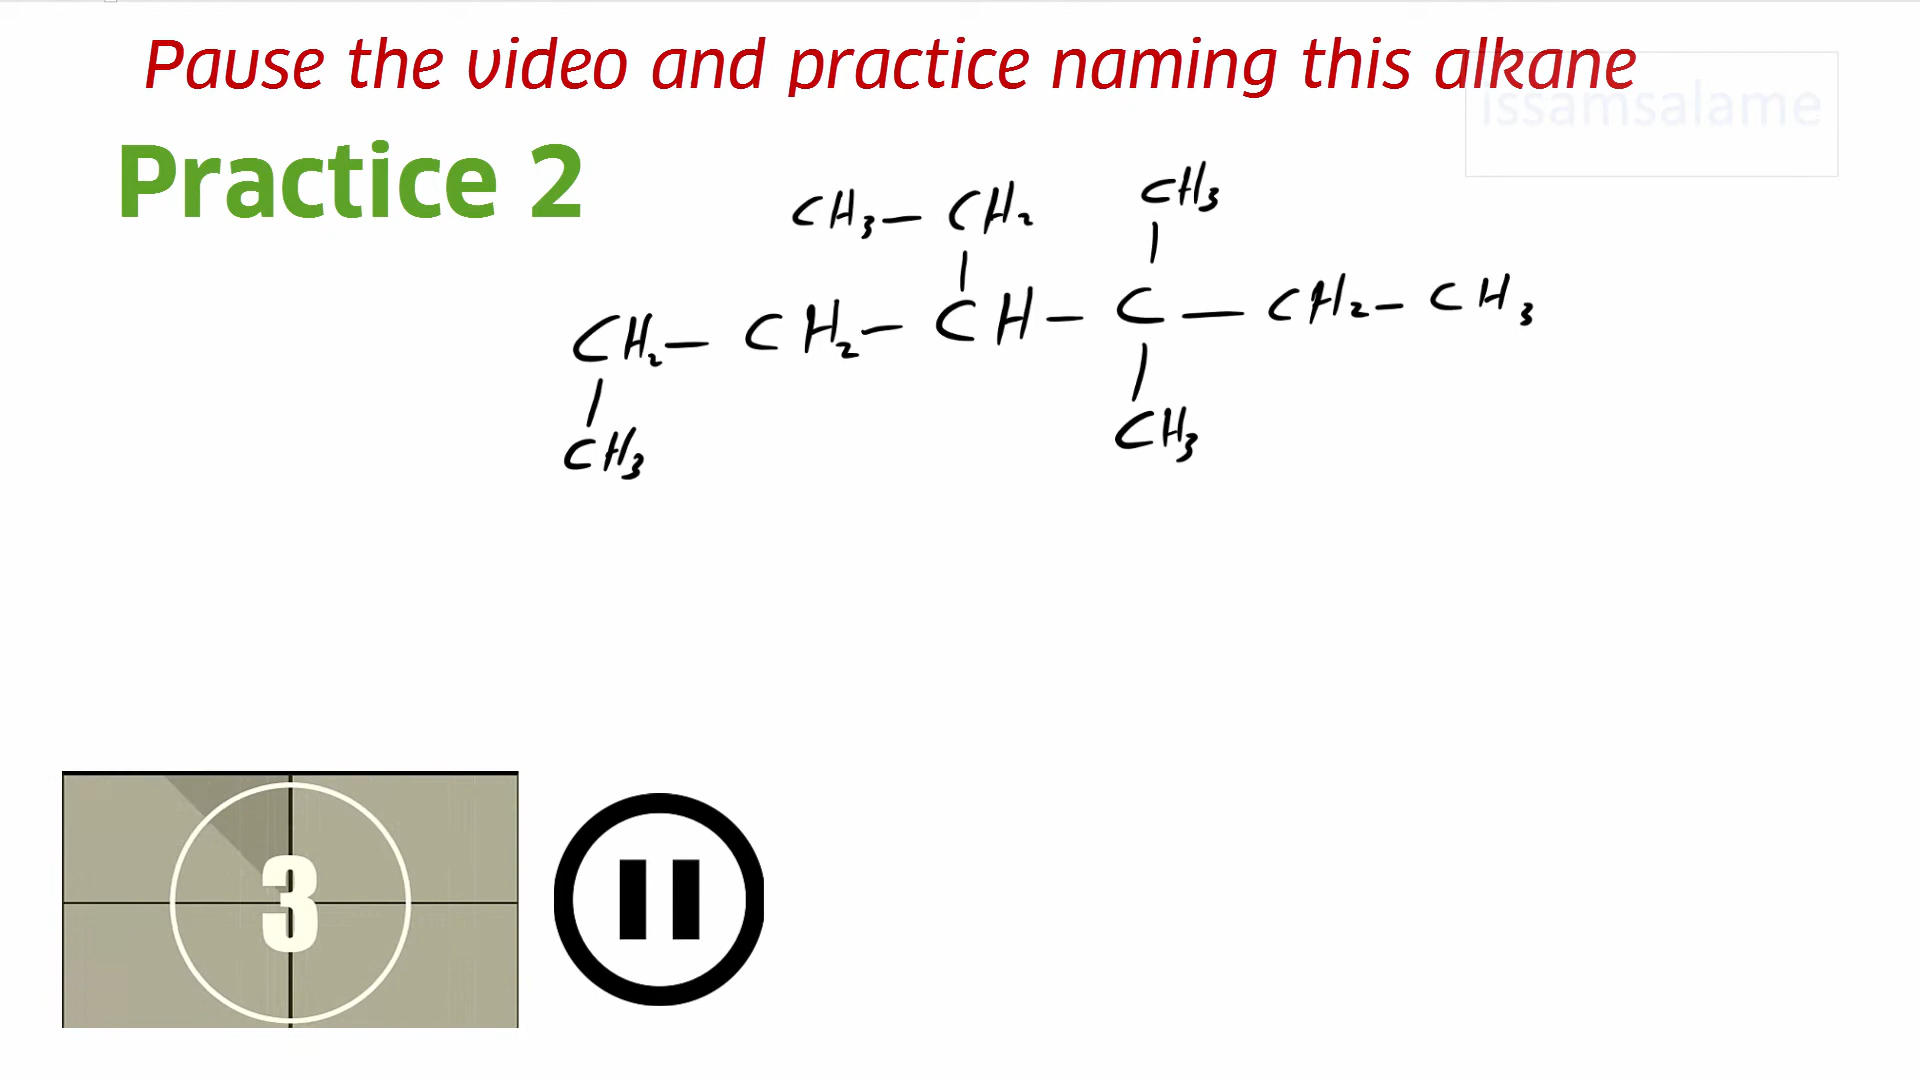 Pause the video and practice naming this alkane
issamsalame
Practice 2
CH3
CH3— CH2
| |
CH2— CH2— CH— C — CH2— CH3
| |
CH3 CH3
3